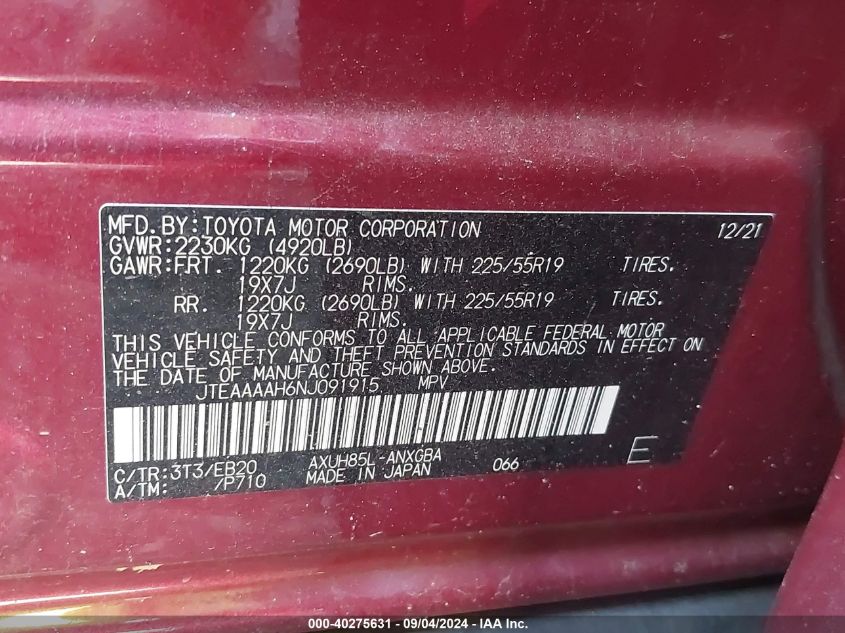 MFD.BY:TOYOTA MOTOR CORPORATION 12/21
GVWR:2230KG (4920LB)
GAWR:FRT. 1220KG (2690LB) WITH 225/55R19 TIRES.
19X7J RIMS.
RR. 1220KG (2690LB) WITH 225/55R19 TIRES.
19X7J RIMS.
THIS VEHICLE CONFORMS TO ALL APPLICABLE FEDERAL MOTOR
VEHICLE SAFETY AND THEFT PREVENTION STANDARDS IN EFFECT ON
THE DATE OF MANUFACTURE SHOWN ABOVE.
JTEAAAAH6NJ091915 MPV
C/TR:3T3/EB20 AXUH85L-ANXGBA 066 E
A/TM: /P710 MADE IN JAPAN
000-40275631 - 09/04/2024 - IAA Inc.